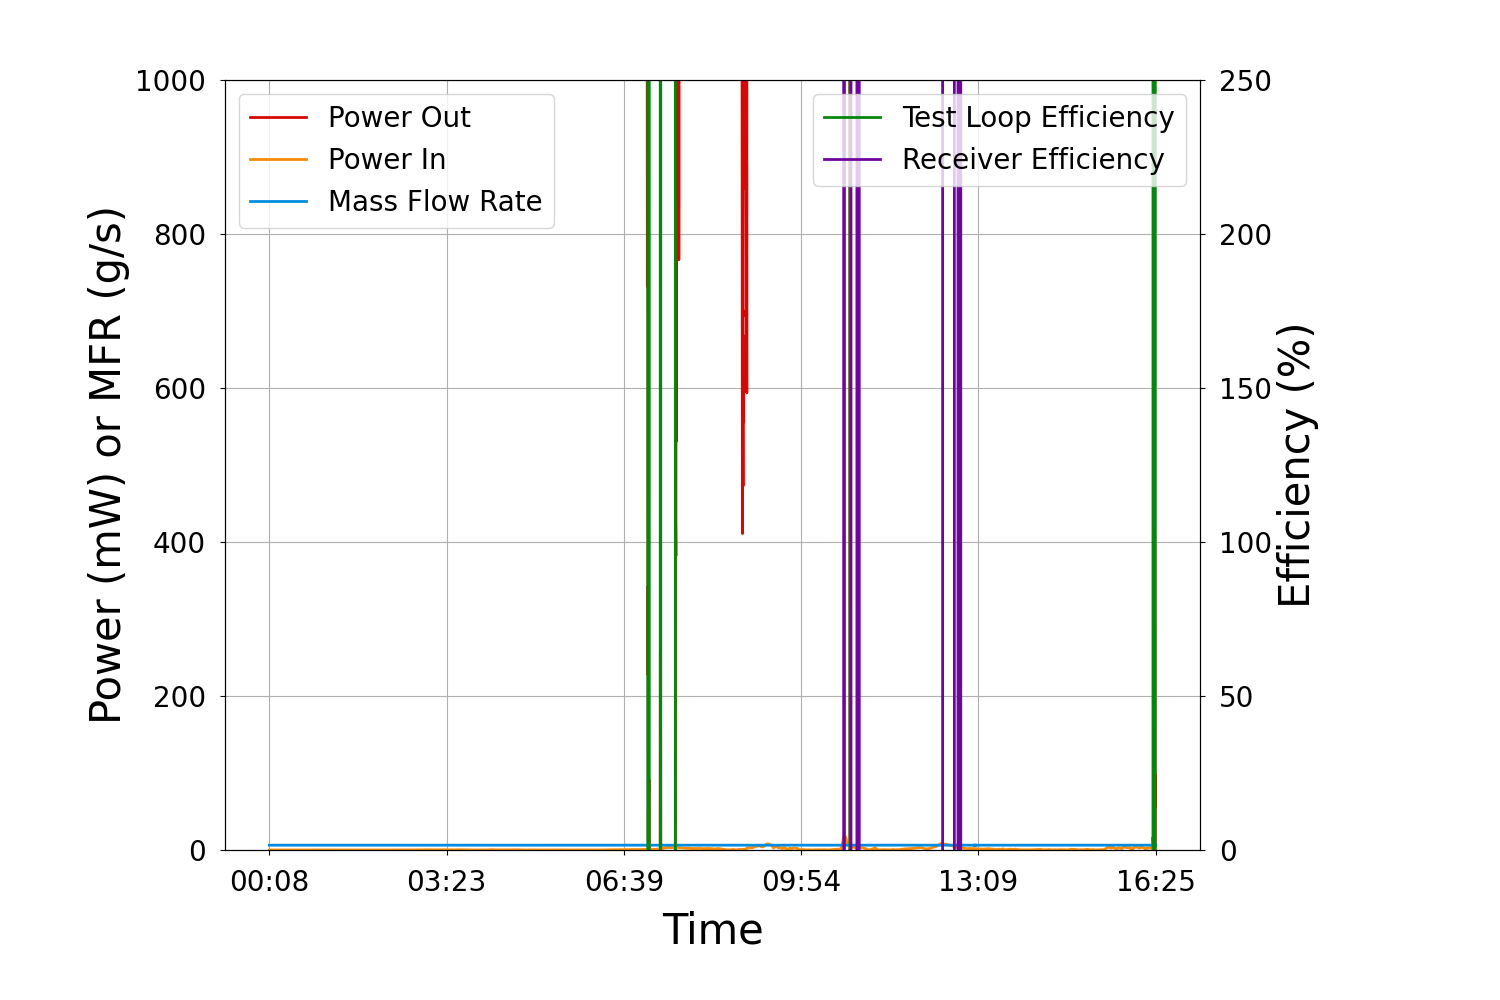 Power Out
Power In
Mass Flow Rate
Test Loop Efficiency
Receiver Efficiency
1000
800
600
400
200
0
Power (mW) or MFR (g/s)
250
200
150
100
50
0
Efficiency (%)
00:08
03:23
06:39
09:54
13:09
16:25
Time